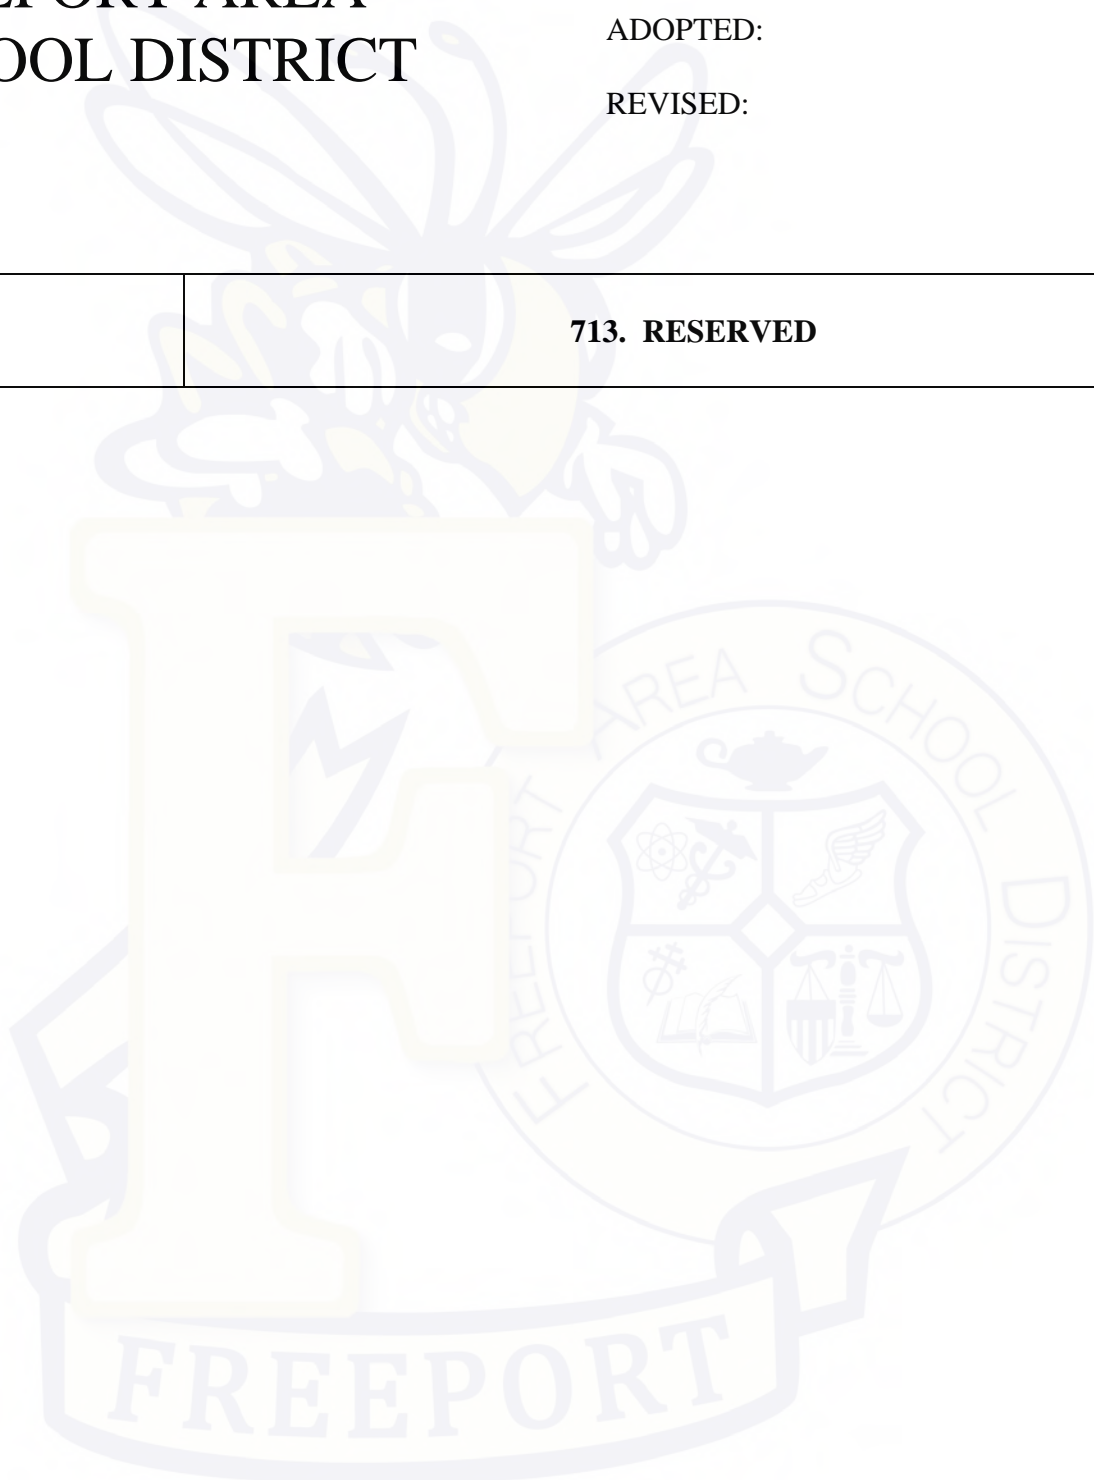 EPORT AREA
OOL DISTRICT
ADOPTED:
REVISED:
713. RESERVED
FREEPORT AREA SCHOOL DISTRICT
FREEPORT